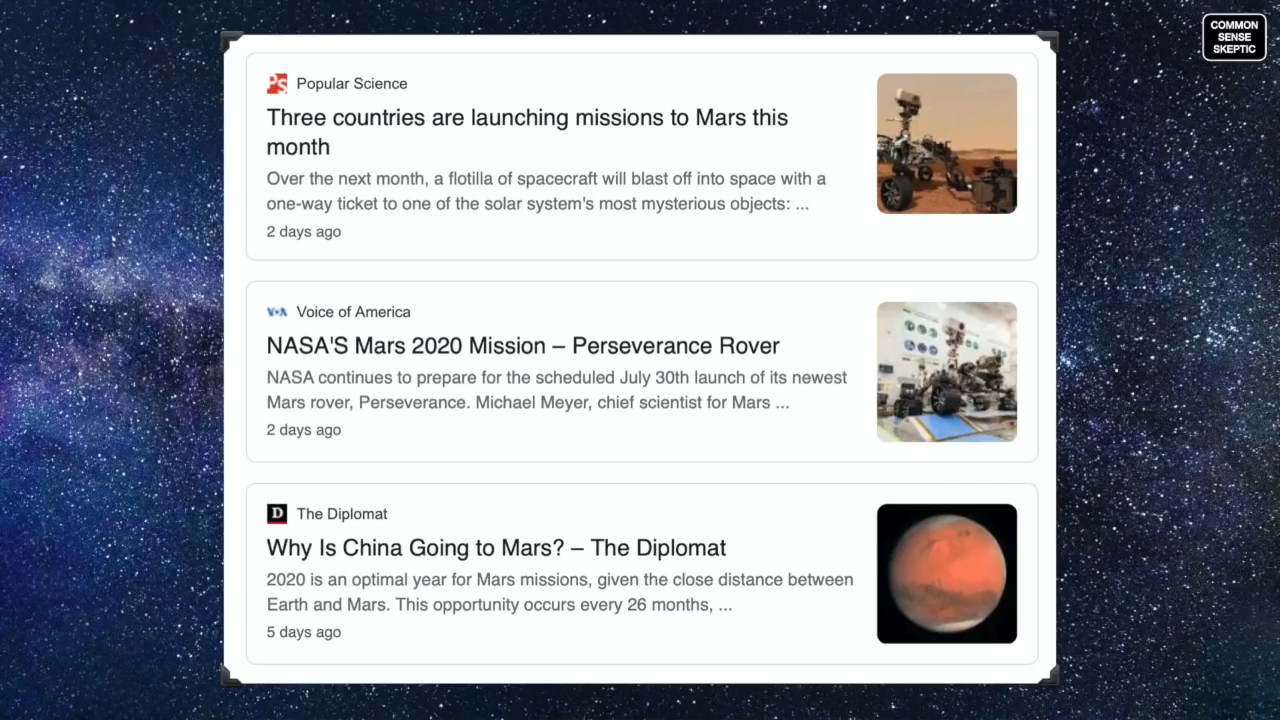 COMMON
SENSE
SKEPTIC
PS Popular Science
Three countries are launching missions to Mars this
month
Over the next month, a flotilla of spacecraft will blast off into space with a
one-way ticket to one of the solar system's most mysterious objects: ...
2 days ago
VOA Voice of America
NASA'S Mars 2020 Mission – Perseverance Rover
NASA continues to prepare for the scheduled July 30th launch of its newest
Mars rover, Perseverance. Michael Meyer, chief scientist for Mars ...
2 days ago
D The Diplomat
Why Is China Going to Mars? – The Diplomat
2020 is an optimal year for Mars missions, given the close distance between
Earth and Mars. This opportunity occurs every 26 months, ...
5 days ago